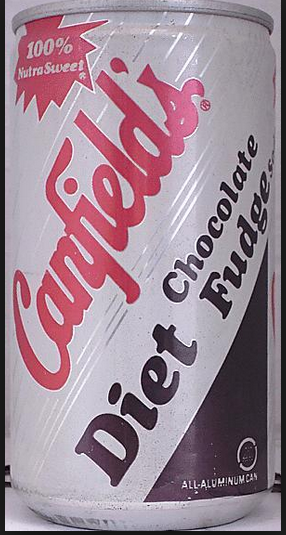 100%
NutraSweet®
Canfield's®
Diet Chocolate
Fudge
ALL-ALUMINUM CAN